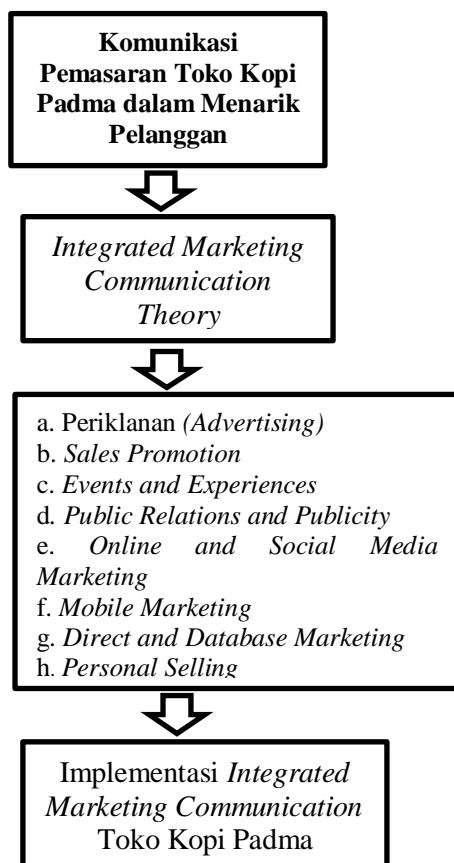 Komunikasi
Pemasaran Toko Kopi
Padma dalam Menarik
Pelanggan
Integrated Marketing
Communication
Theory
a. Periklanan (Advertising)
b. Sales Promotion
c. Events and Experiences
d. Public Relations and Publicity
e. Online and Social Media
Marketing
f. Mobile Marketing
g. Direct and Database Marketing
h. Personal Selling
Implementasi Integrated
Marketing Communication
Toko Kopi Padma